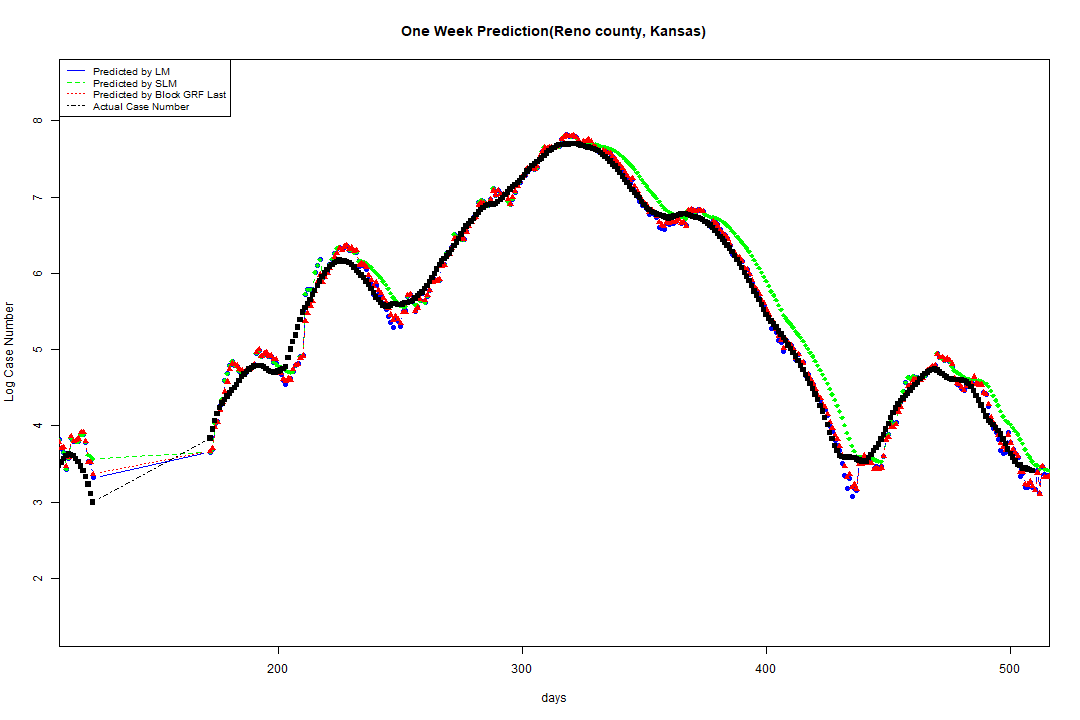 One Week Prediction(Reno county, Kansas)
Predicted by LM
Predicted by SLM
Predicted by Block GRF Last
Actual Case Number
8
7
6
5
4
3
2
Log Case Number
200 300 400 500
days